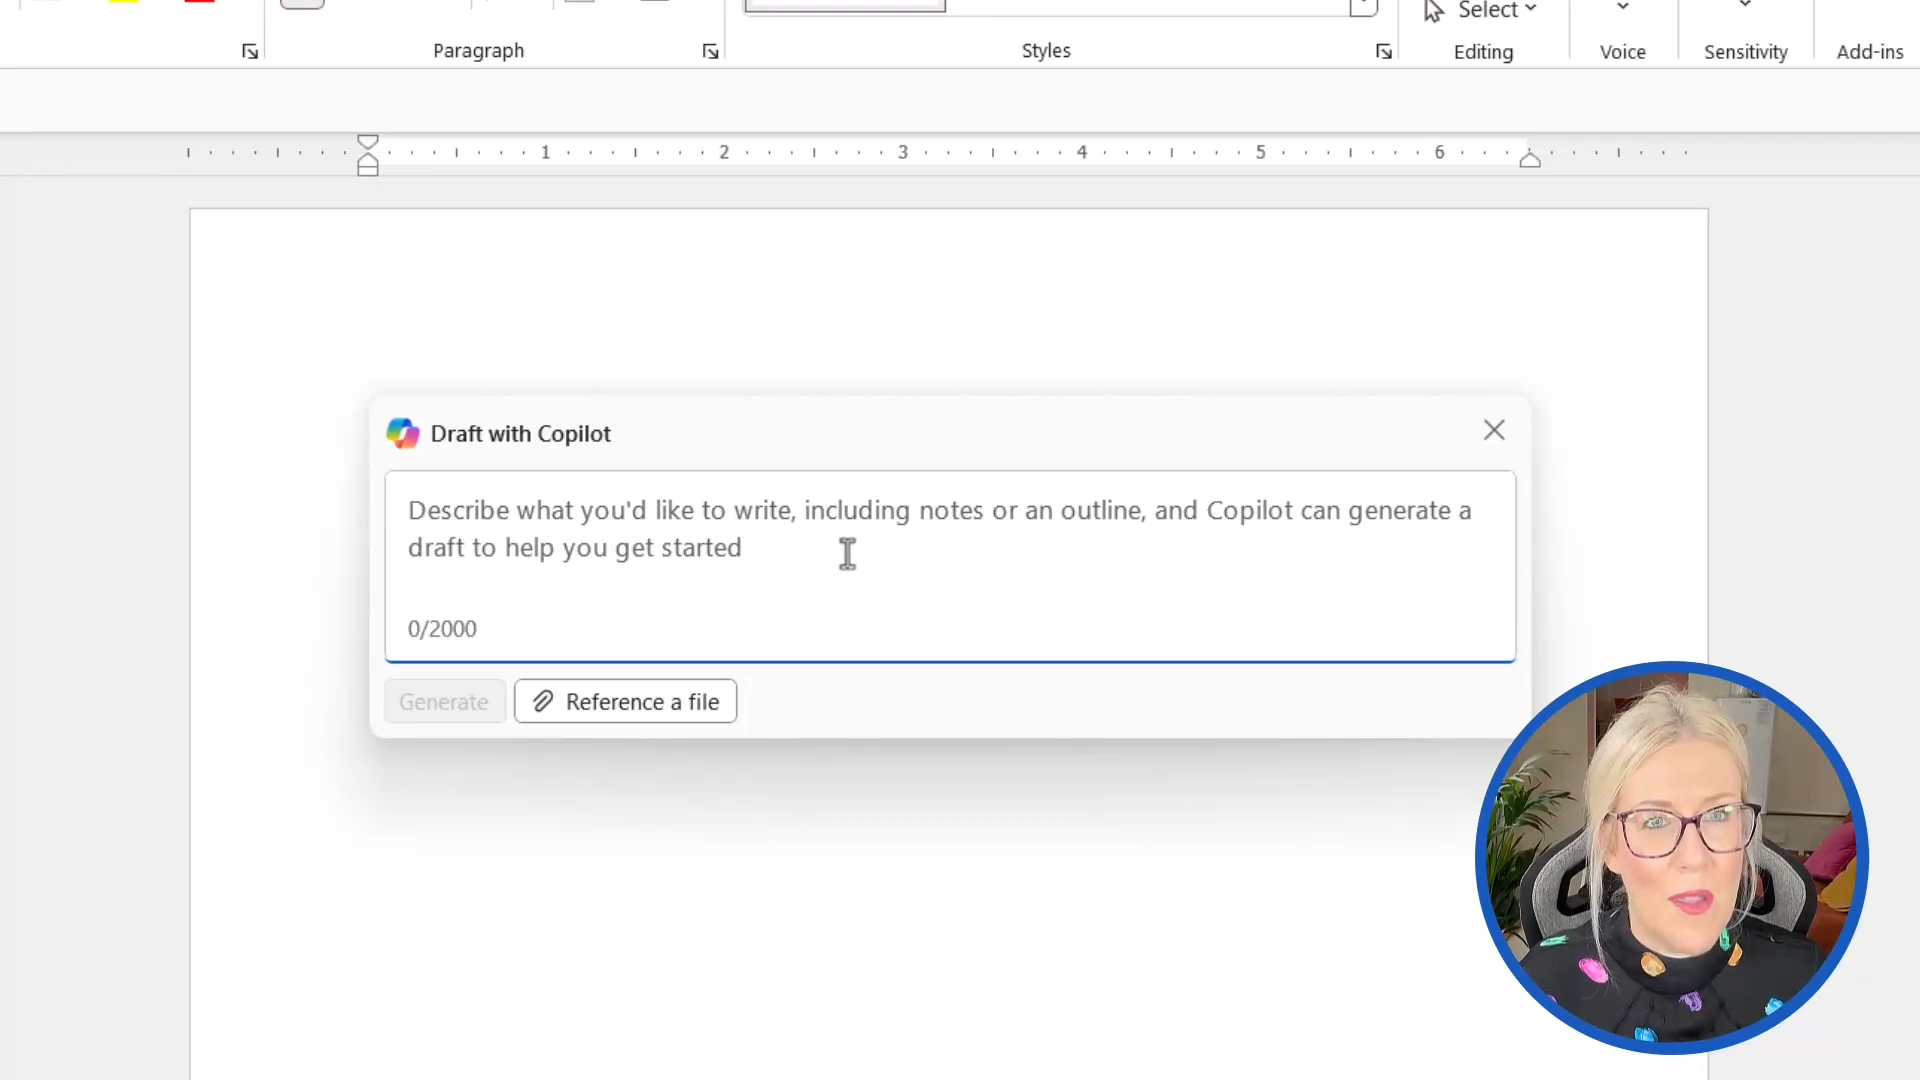 Select
Paragraph
Styles
Editing
Voice
Sensitivity
Add-ins
1 2 3 4 5 6
Draft with Copilot
Describe what you'd like to write, including notes or an outline, and Copilot can generate a
draft to help you get started
0/2000
Generate
Reference a file